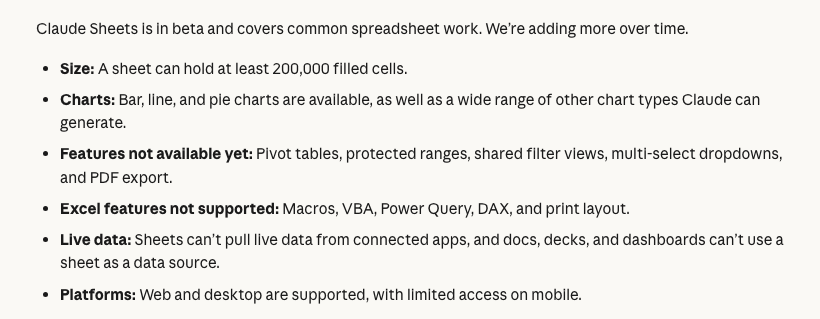 Claude Sheets is in beta and covers common spreadsheet work. We’re adding more over time.
• Size: A sheet can hold at least 200,000 filled cells.
• Charts: Bar, line, and pie charts are available, as well as a wide range of other chart types Claude can
generate.
• Features not available yet: Pivot tables, protected ranges, shared filter views, multi-select dropdowns,
and PDF export.
• Excel features not supported: Macros, VBA, Power Query, DAX, and print layout.
• Live data: Sheets can’t pull live data from connected apps, and docs, decks, and dashboards can’t use a
sheet as a data source.
• Platforms: Web and desktop are supported, with limited access on mobile.